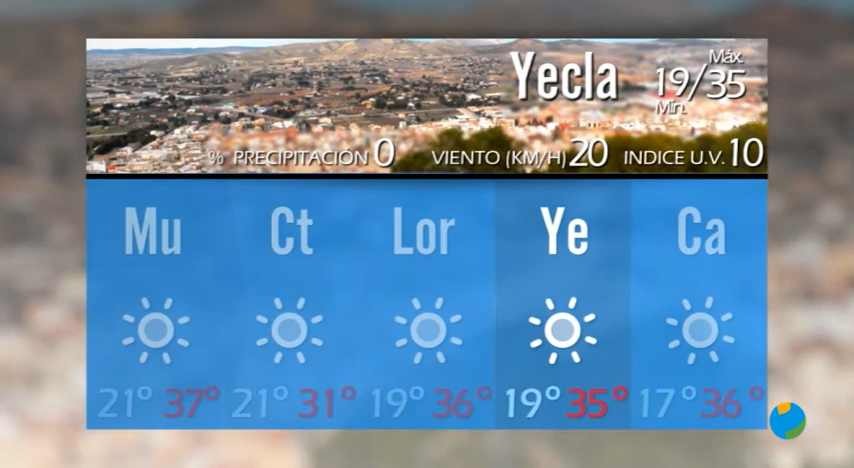 Yecla
Máx.
19/35
Mín.
% PRECIPITACIÓN 0 VIENTO (KM/H) 20 INDICE U.V. 10
Mu Ct Lor Ye Ca
21° 37° 21° 31° 19° 36° 19° 35° 17° 36°